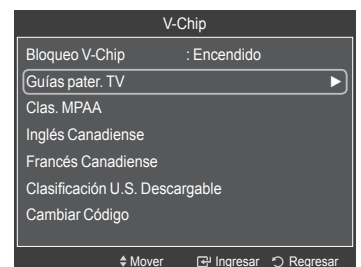 V-Chip
Bloqueo V-Chip : Encendido
Guías pater. TV
Clas. MPAA
Inglés Canadiense
Francés Canadiense
Clasificación U.S. Descargable
Cambiar Código
Mover Ingresar Regresar